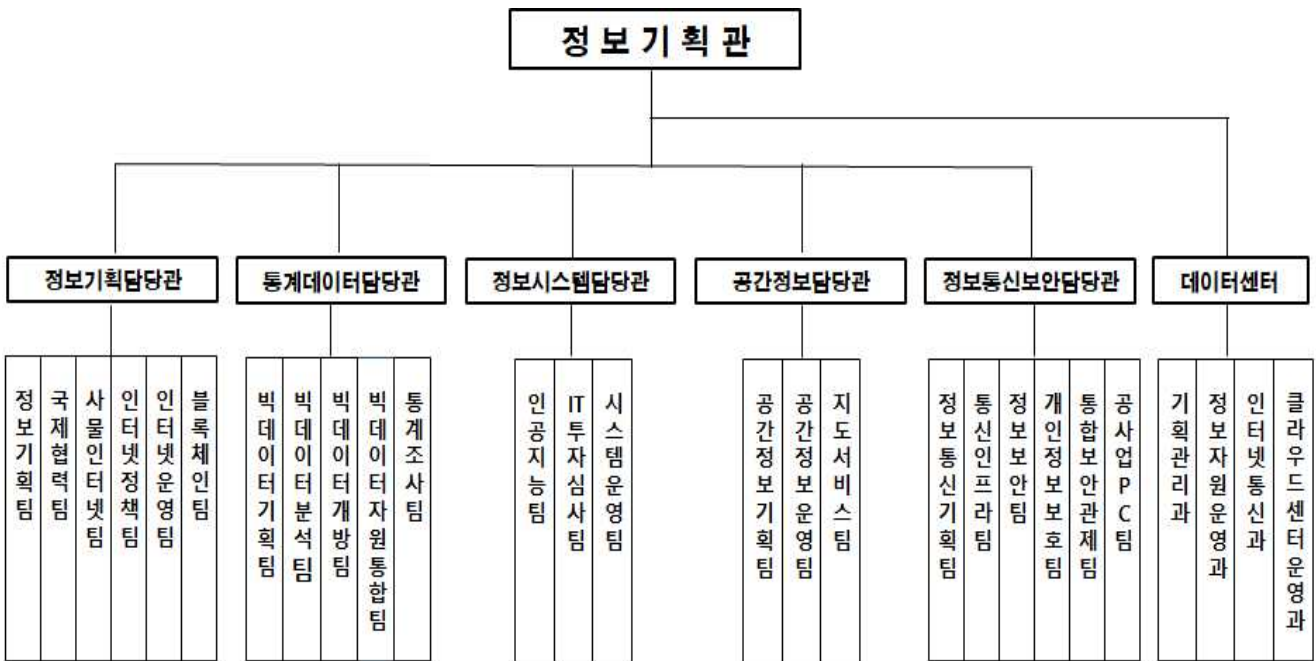 정보기획관
정보기획담당관
통계데이터담당관
정보시스템담당관
공간정보담당관
정보통신보안담당관
데이터센터
정보기획팀
국제협력팀
사물인터넷팀
인터넷정책팀
인터넷운영팀
블록체인팀
빅데이터기획팀
빅데이터분석팀
빅데이터개방팀
빅데이터자원통합팀
통계조사팀
인공지능팀
IT투자심사팀
시스템운영팀
공간정보기획팀
공간정보운영팀
지도서비스팀
정보통신기획팀
통신인프라팀
정보보안팀
개인정보보호팀
통합보안관제팀
공사업PC팀
기획관리과
정보자원운영과
인터넷통신과
클라우드센터운영과